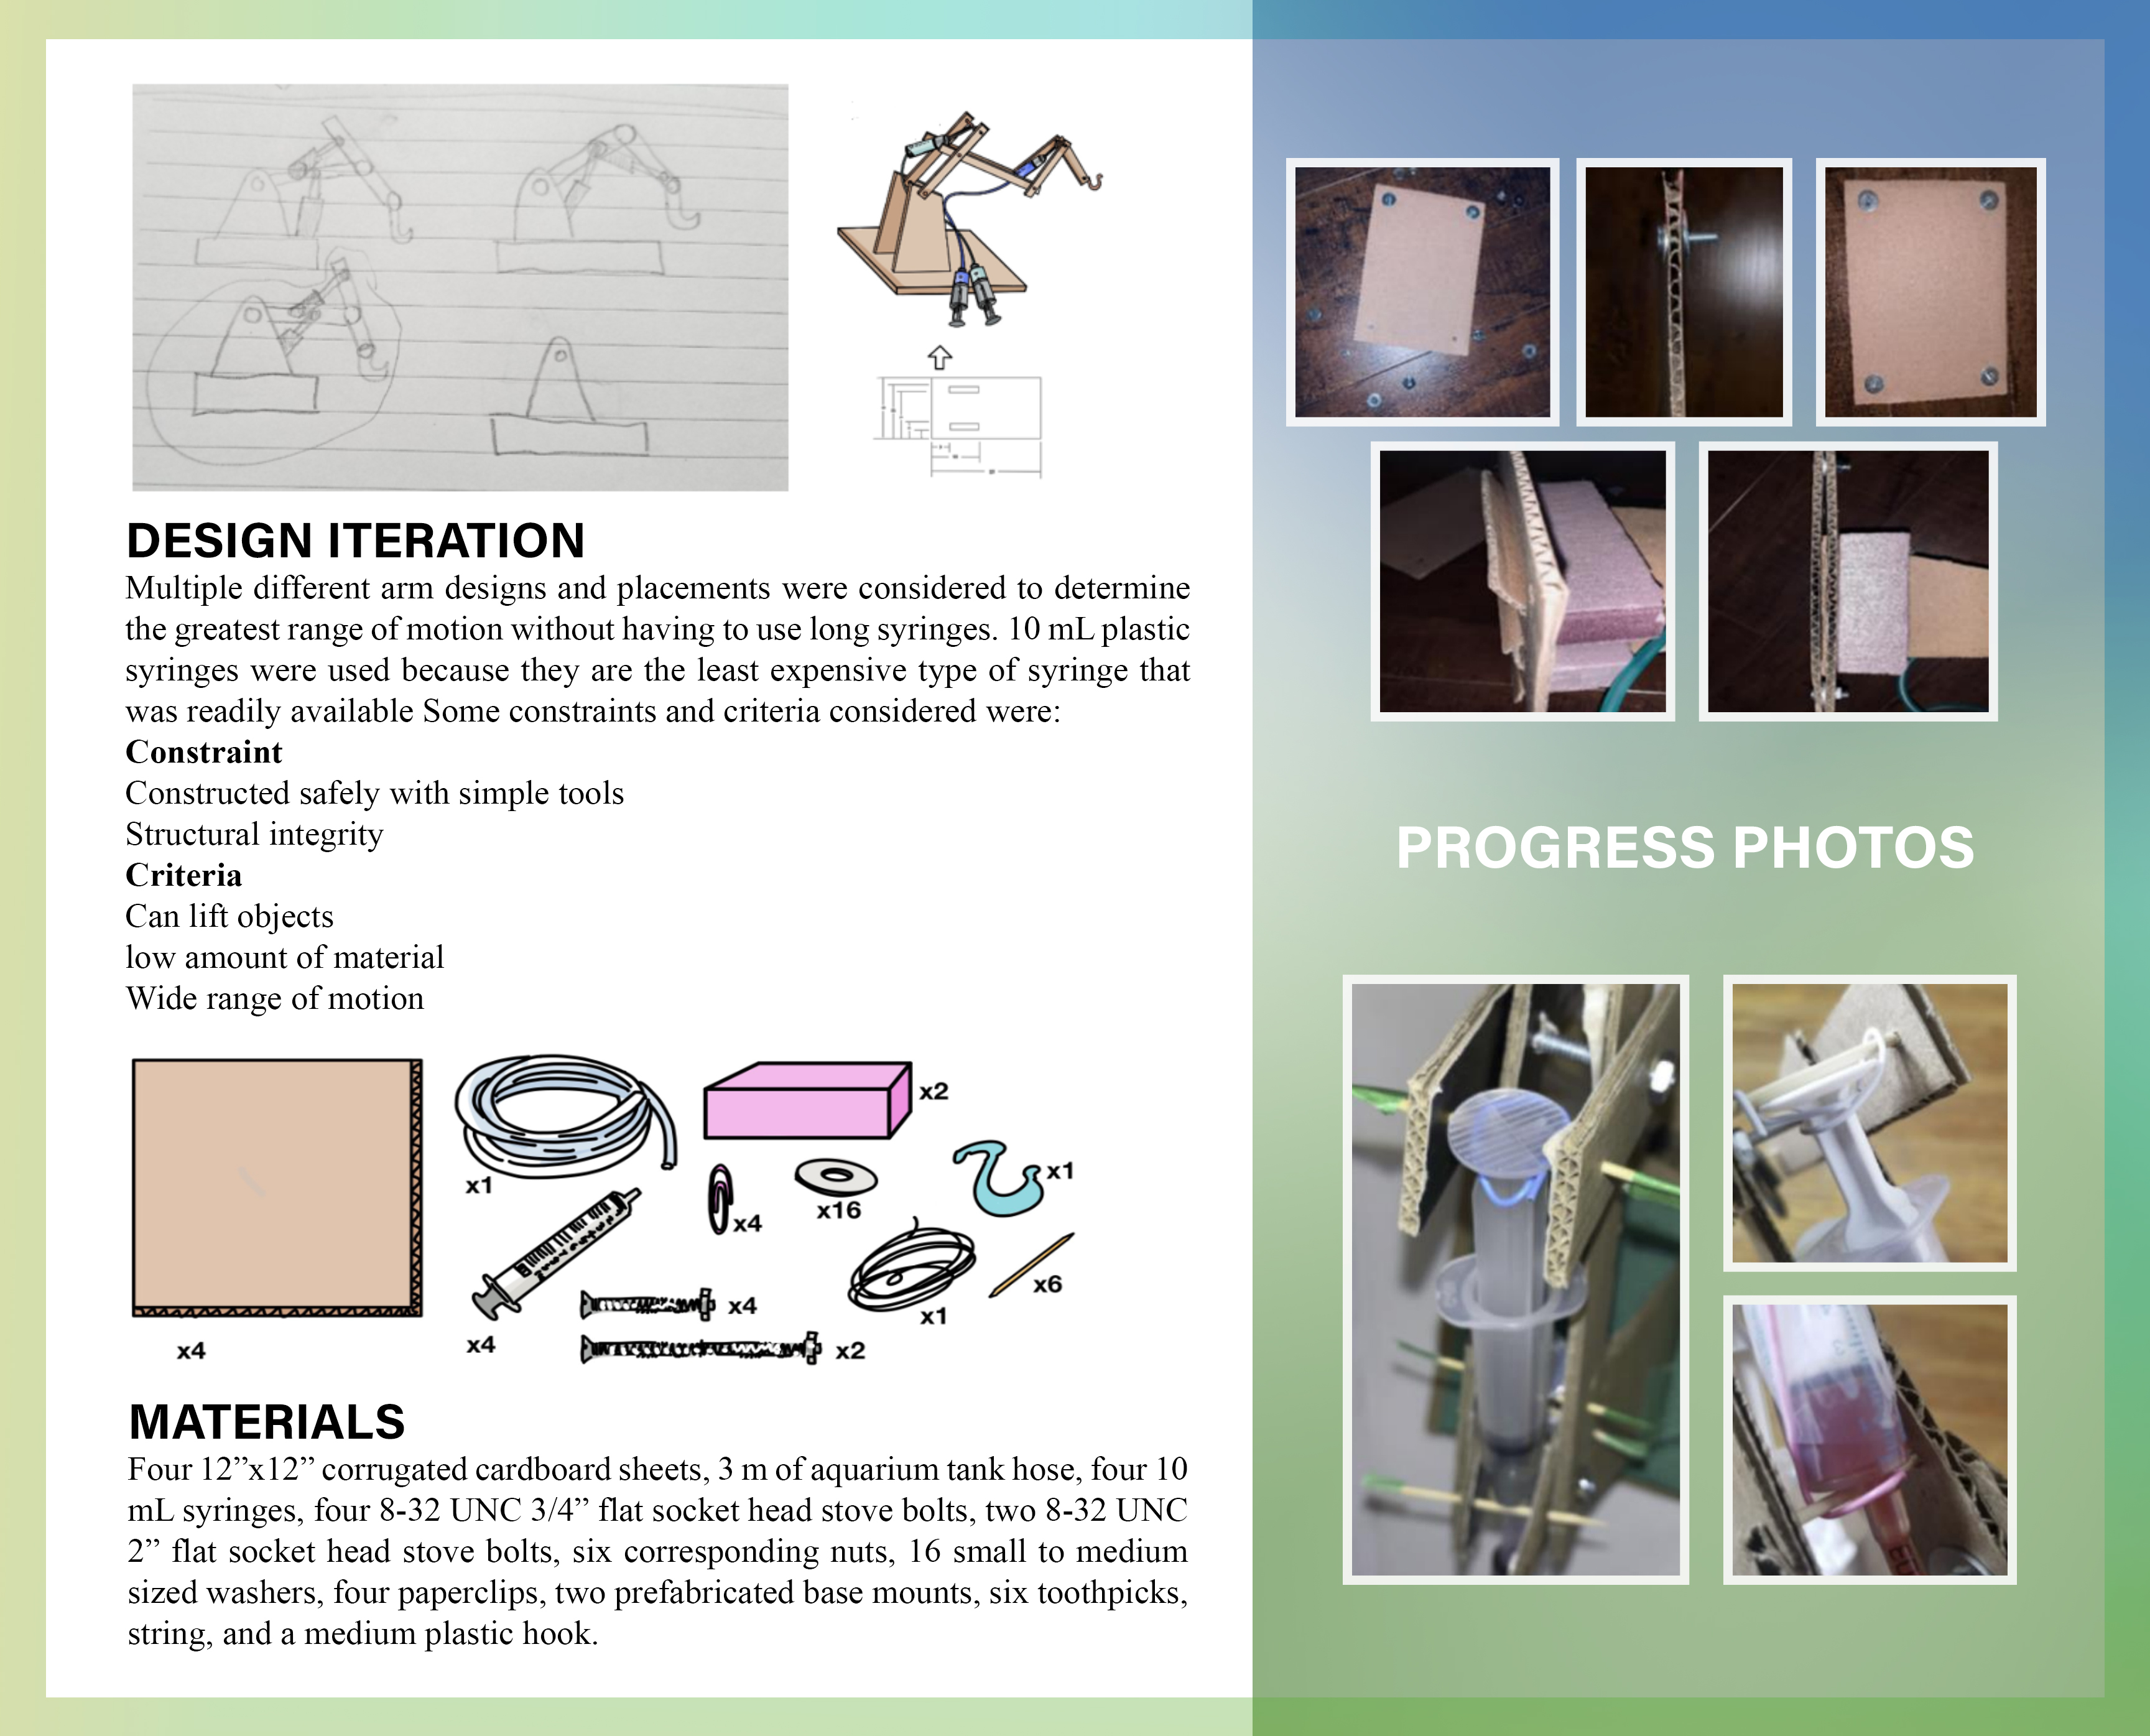 DESIGN ITERATION
Multiple different arm designs and placements were considered to determine
the greatest range of motion without having to use long syringes. 10 mL plastic
syringes were used because they are the least expensive type of syringe that
was readily available Some constraints and criteria considered were:
Constraint
Constructed safely with simple tools
Structural integrity
Criteria
Can lift objects
low amount of material
Wide range of motion
x4
x1
x4
x2
x4
x16
x1
x4
x2
x1
x6
MATERIALS
Four 12”x12” corrugated cardboard sheets, 3 m of aquarium tank hose, four 10
mL syringes, four 8-32 UNC 3/4” flat socket head stove bolts, two 8-32 UNC
2” flat socket head stove bolts, six corresponding nuts, 16 small to medium
sized washers, four paperclips, two prefabricated base mounts, six toothpicks,
string, and a medium plastic hook.
PROGRESS PHOTOS